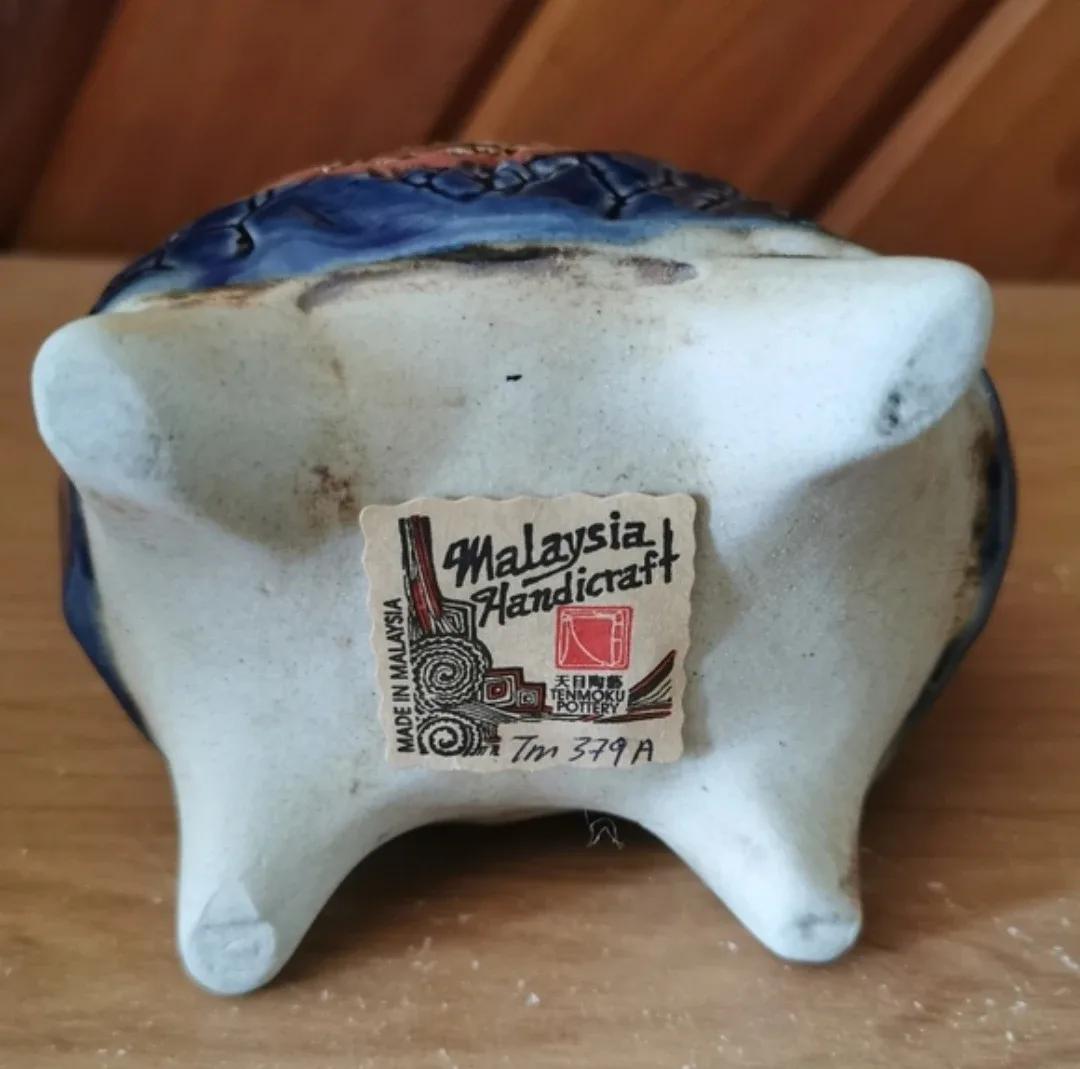 Malaysia
Handicraft
MADE IN MALAYSIA
天目陶藝
TENMOKU
POTTERY
Tm 379A